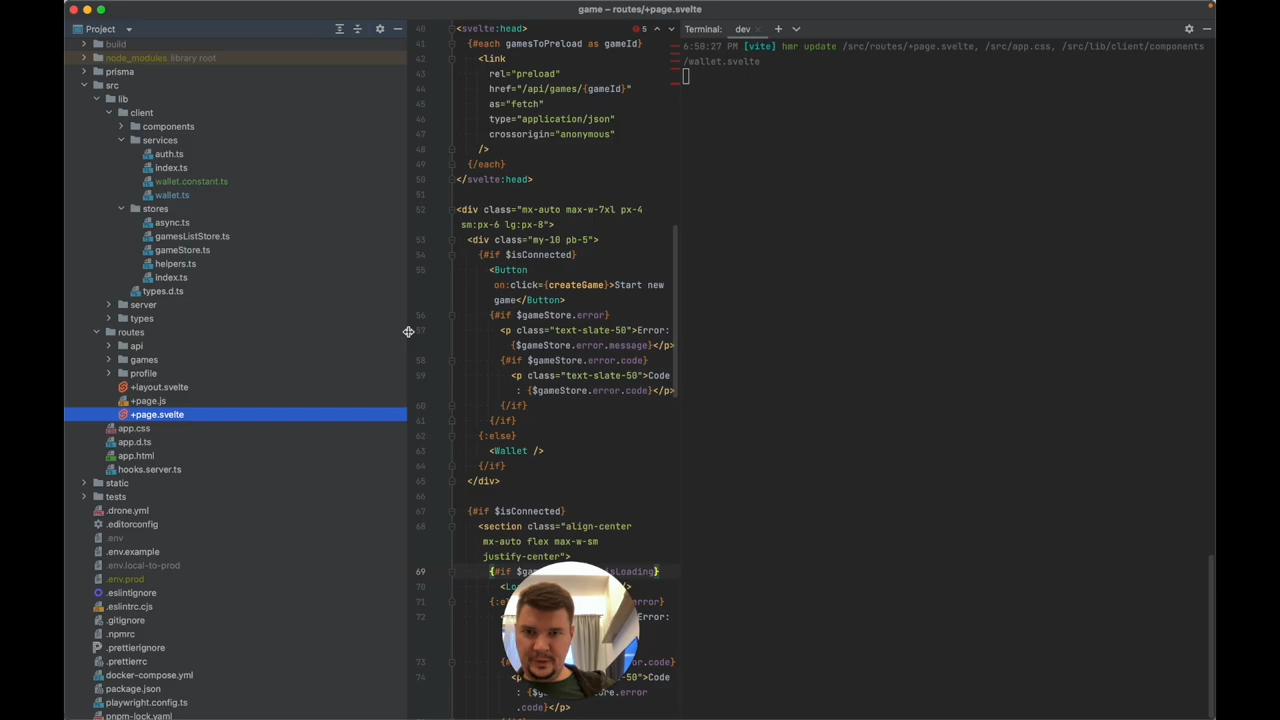 game – routes/+page.svelte
Project
build
node_modules library root
prisma
src
lib
client
components
services
auth.ts
index.ts
wallet.constant.ts
wallet.ts
stores
async.ts
gamesListStore.ts
gameStore.ts
helpers.ts
index.ts
types.d.ts
server
types
routes
api
games
profile
+layout.svelte
+page.js
+page.svelte
app.css
app.d.ts
app.html
hooks.server.ts
static
tests
.drone.yml
.editorconfig
.env
.env.example
.env.local-to-prod
.env.prod
.eslintignore
.eslintrc.cjs
.gitignore
.npmrc
.prettierignore
.prettierrc
docker-compose.yml
package.json
playwright.config.ts
pnpm-lock.yaml
5
40 <svelte:head>
41 {#each gamesToPreload as gameId}
42 <link
43 rel="preload"
44 href="/api/games/{gameId}"
45 as="fetch"
46 type="application/json"
47 crossorigin="anonymous"
48 />
49 {/each}
50 </svelte:head>
51
52 <div class="mx-auto max-w-7xl px-4
sm:px-6 lg:px-8">
53 <div class="my-10 pb-5">
54 {#if $isConnected}
55 <Button
on:click={createGame}>Start new
game</Button>
56 {#if $gameStore.error}
57 <p class="text-slate-50">Error:
{$gameStore.error.message}</p>
58 {#if $gameStore.error.code}
59 <p class="text-slate-50">Code
: {$gameStore.error.code}</p>
60 {/if}
61 {/if}
62 {:else}
63 <Wallet />
64 {/if}
65 </div>
66
67 {#if $isConnected}
68 <section class="align-center
mx-auto flex max-w-sm
justify-center">
69 {#if isLoading}
70 />
71 {:
72 Error:
73
74 <p -50">Code
: {$ .error
.code}</p>
Terminal: dev
6:50:27 PM [vite] hmr update /src/routes/+page.svelte, /src/app.css, /src/lib/client/components
/wallet.svelte